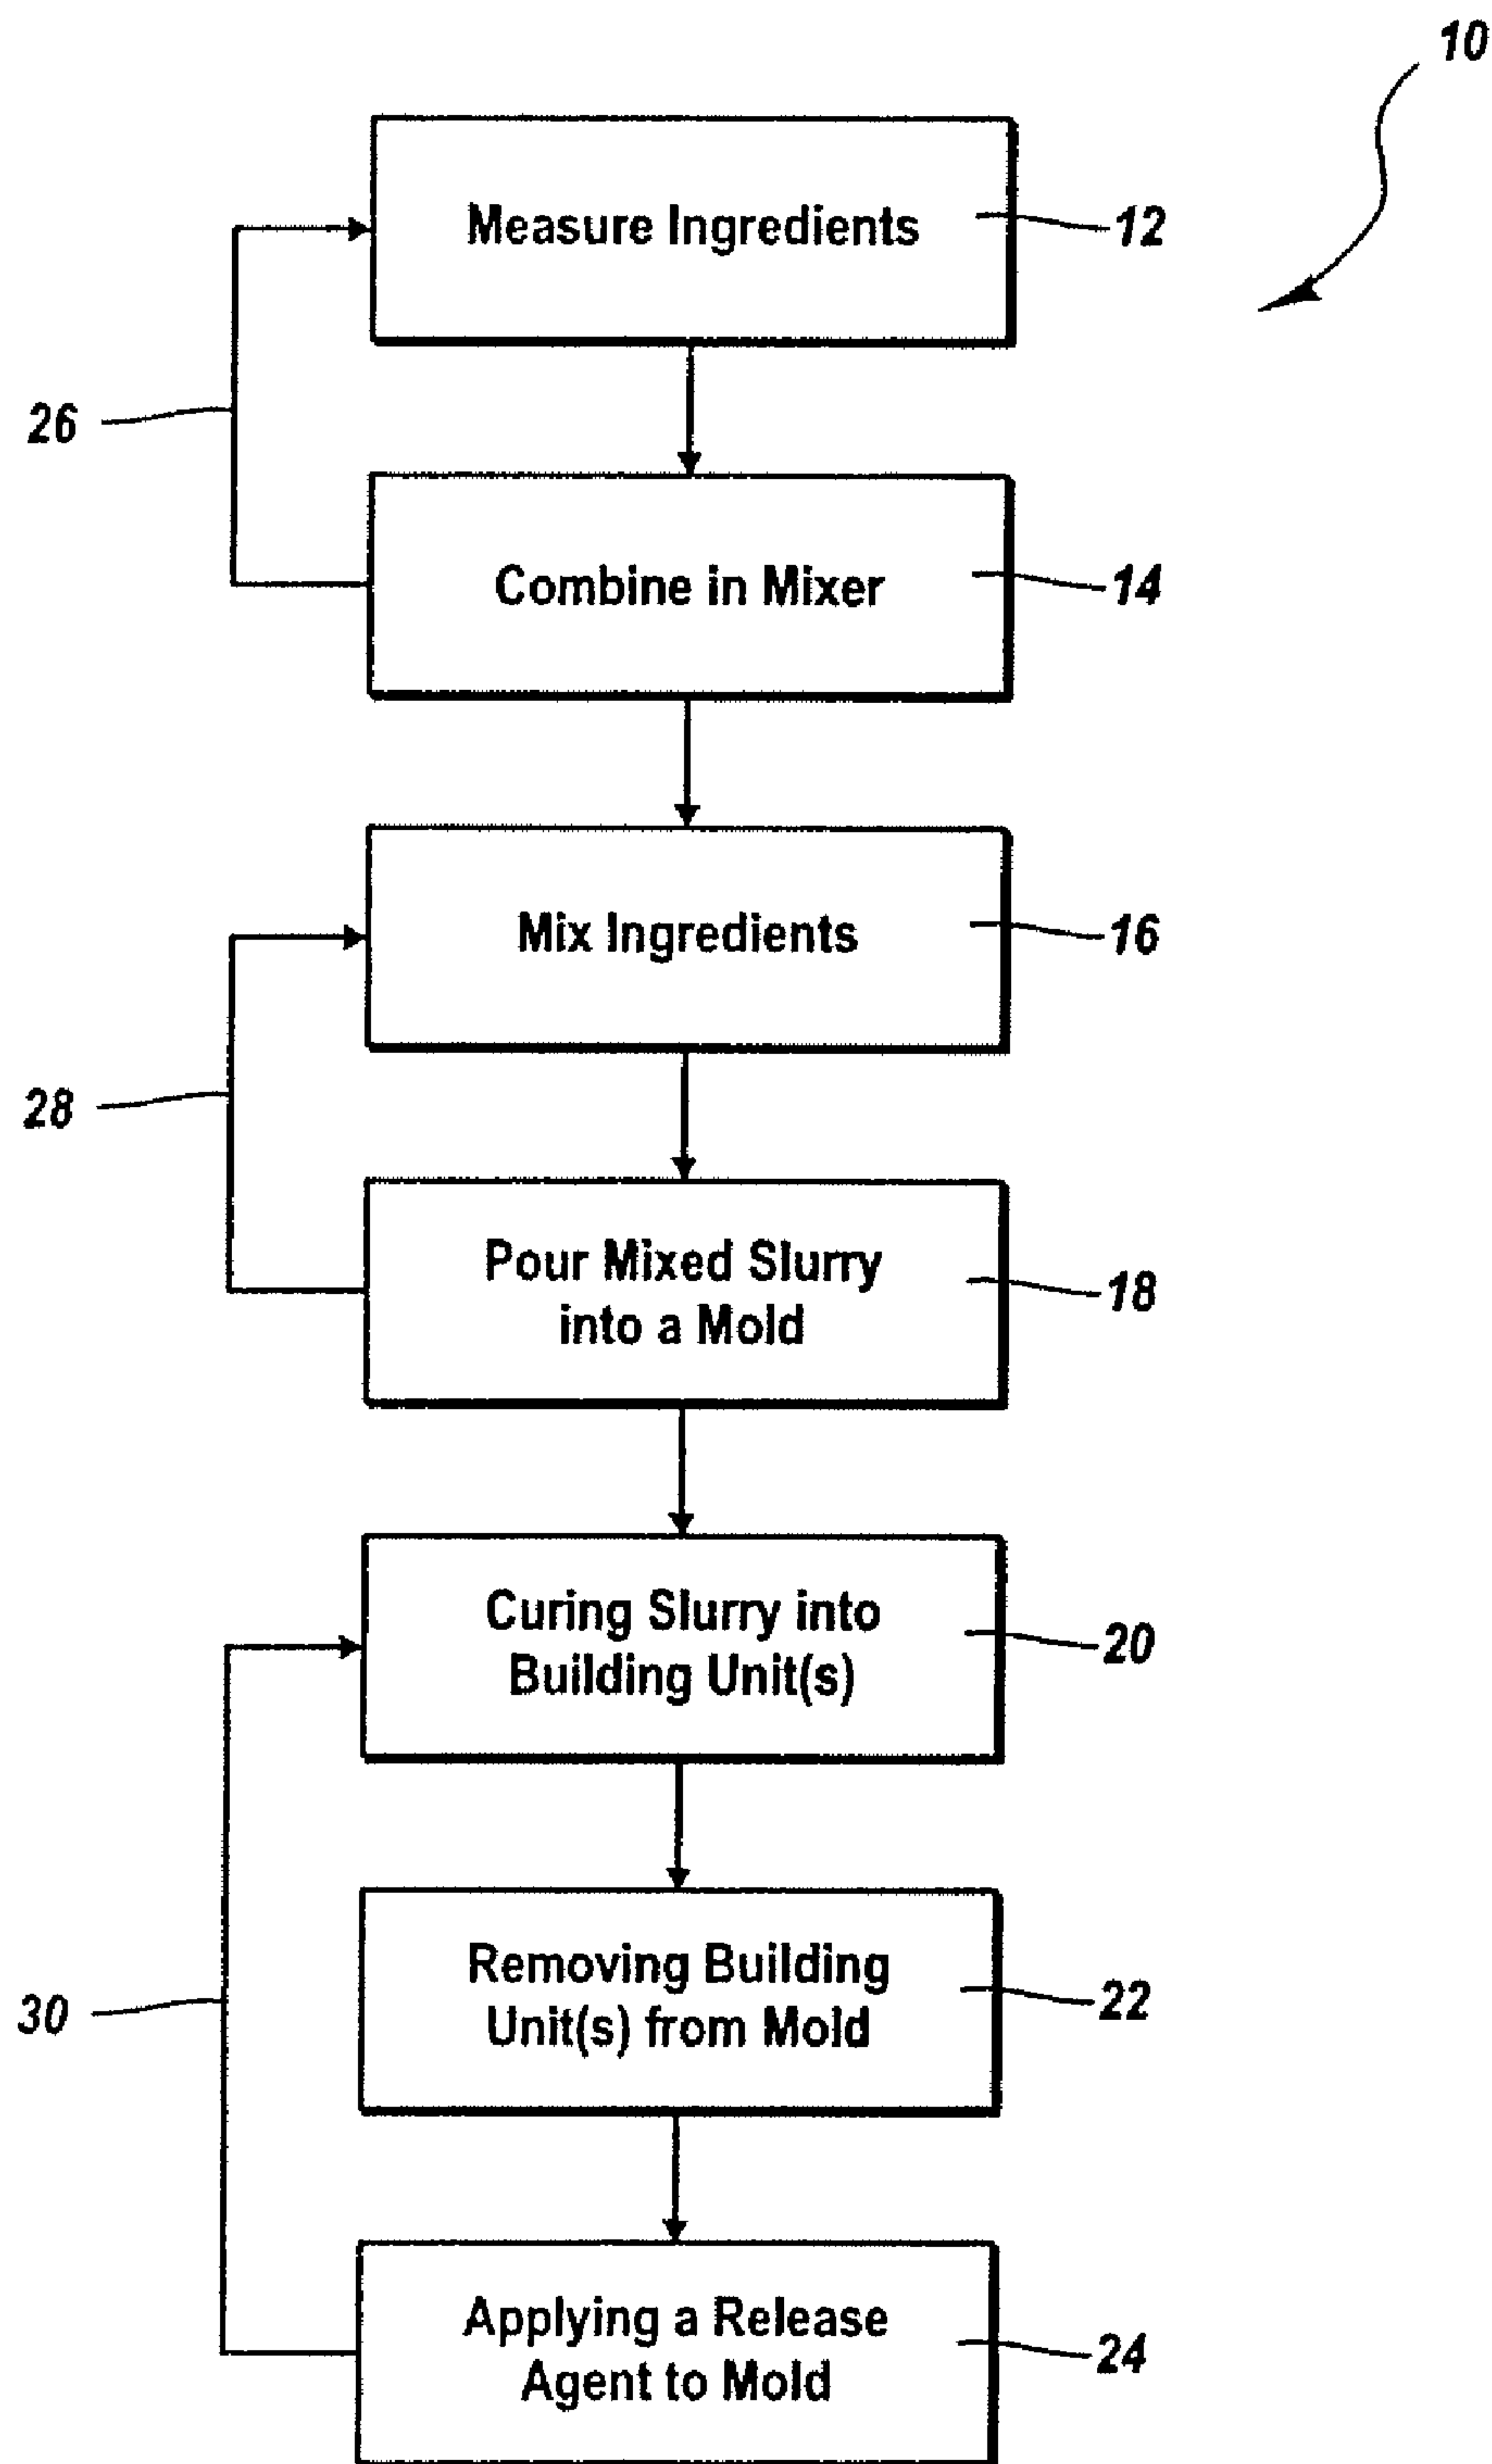 10
Measure Ingredients
12
26
Combine in Mixer
14
Mix Ingredients
16
28
Pour Mixed Slurry
into a Mold
18
Curing Slurry into
Building Unit(s)
20
Removing Building
Unit(s) from Mold
22
30
Applying a Release
Agent to Mold
24